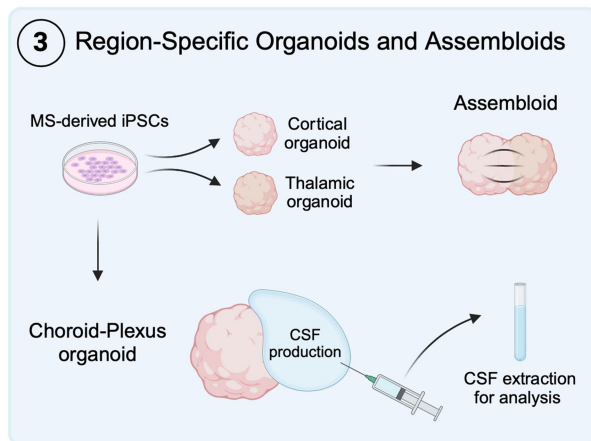 3 Region-Specific Organoids and Assembloids
MS-derived iPSCs
Cortical
organoid
Thalamic
organoid
Assembloid
Choroid-Plexus
organoid
CSF
production
CSF extraction
for analysis